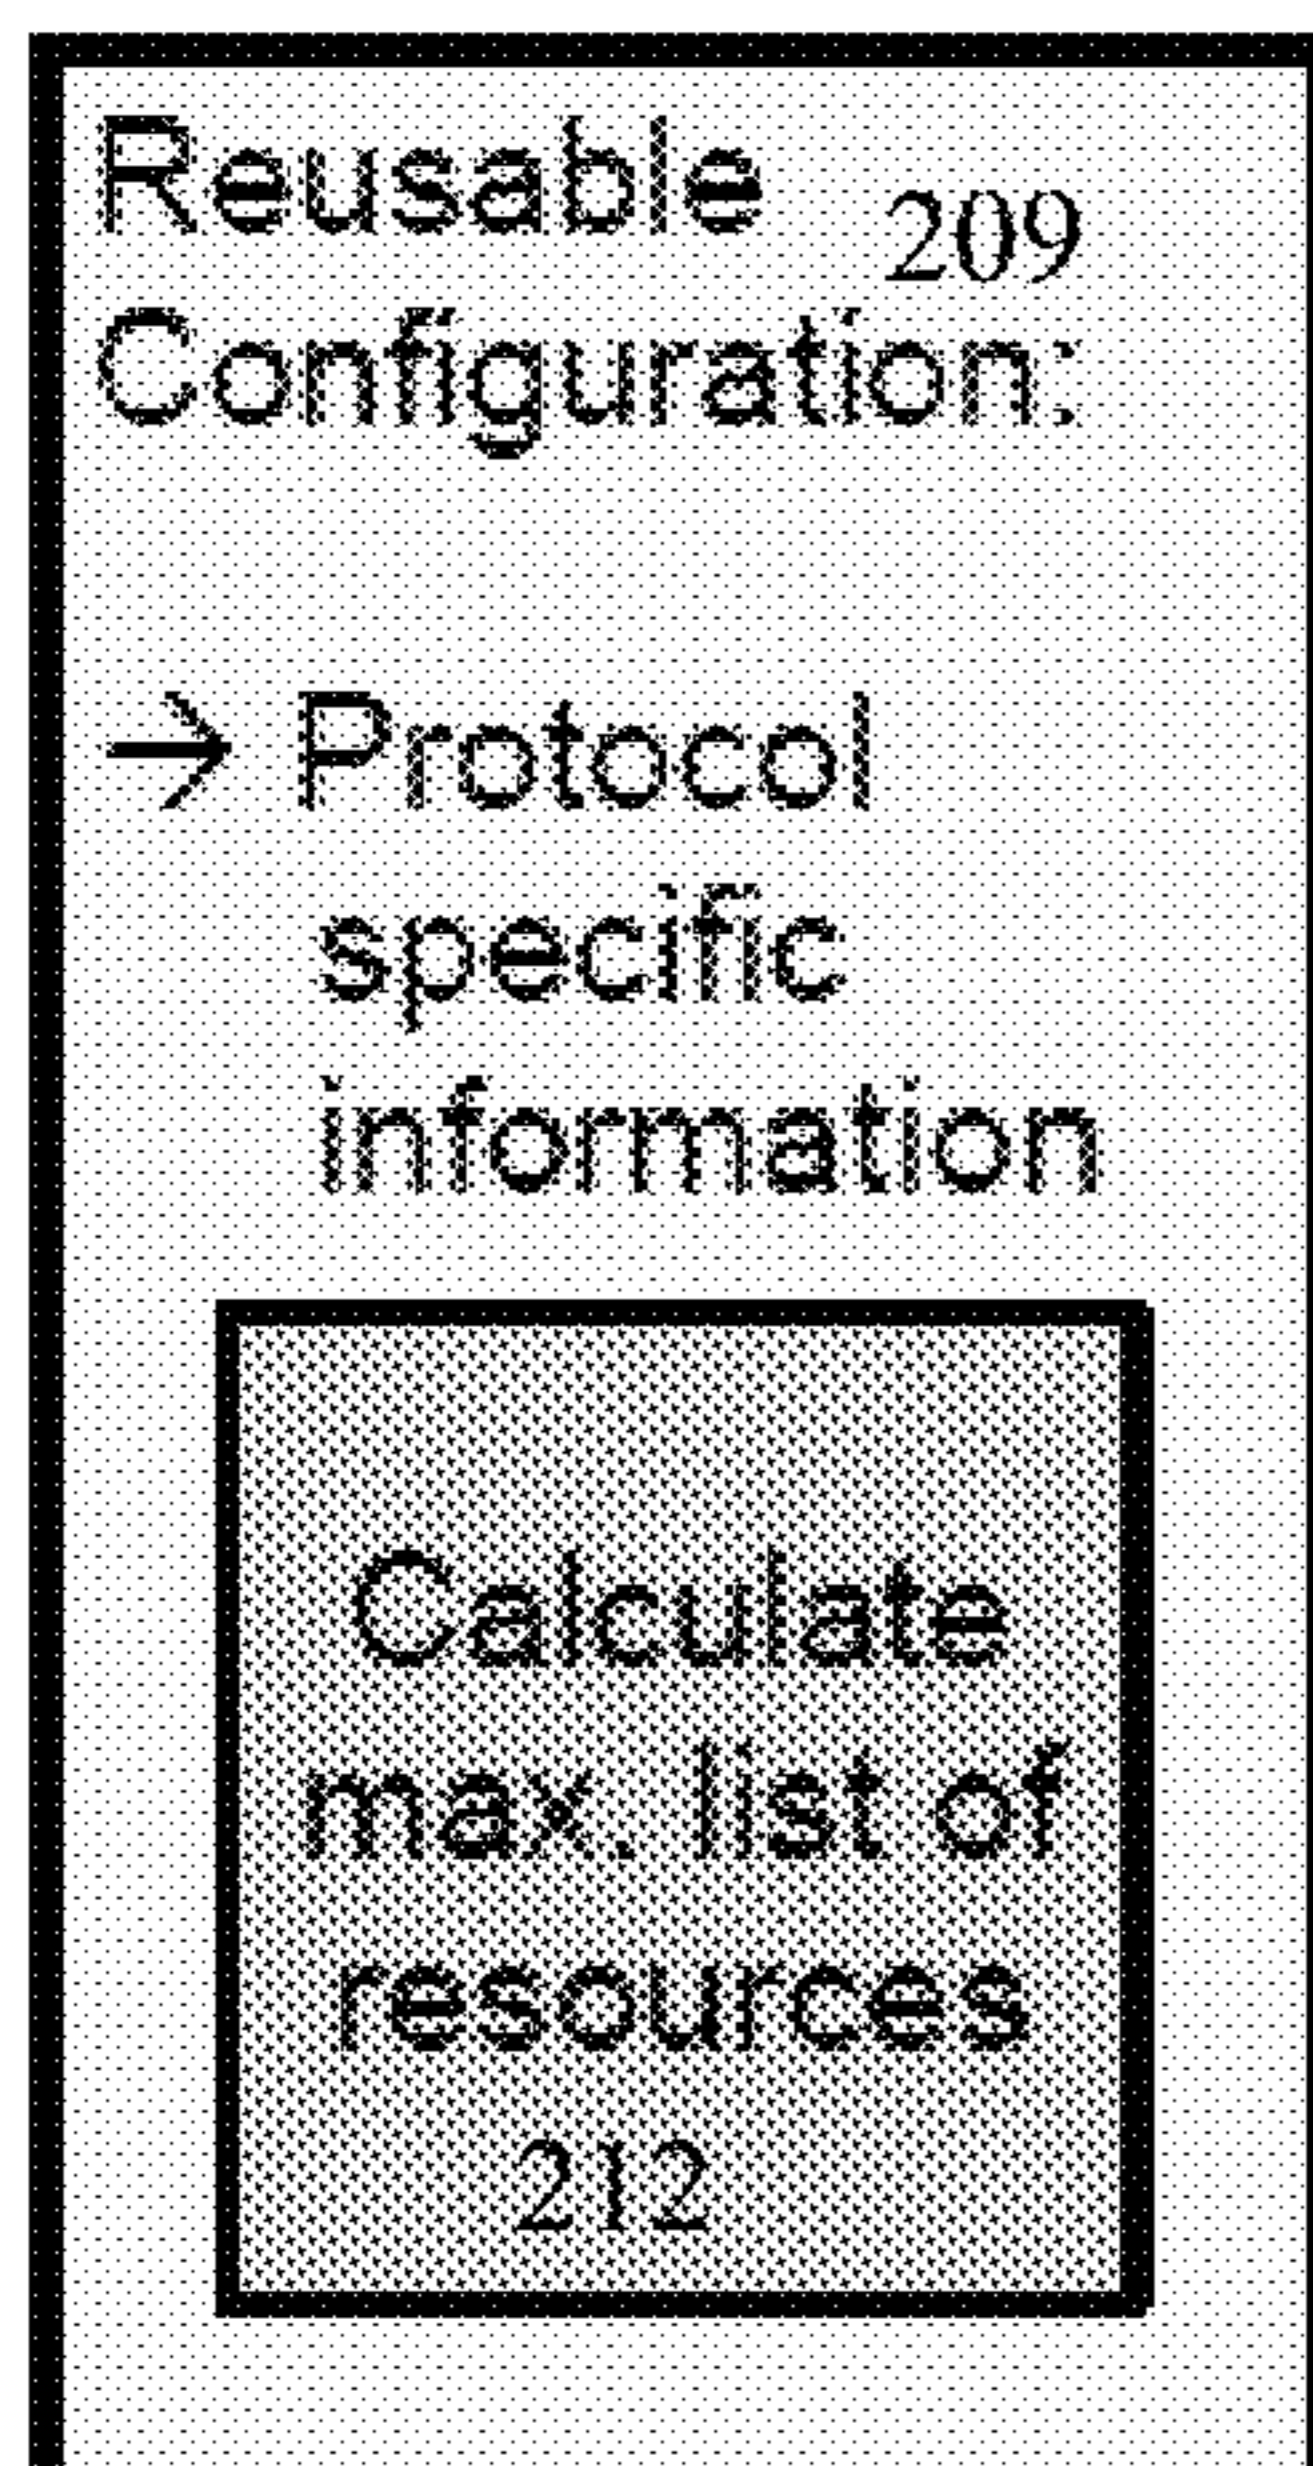 Reusable 209
Configuration:
→ Protocol
specific
information
Calculate
max. list of
resources
212